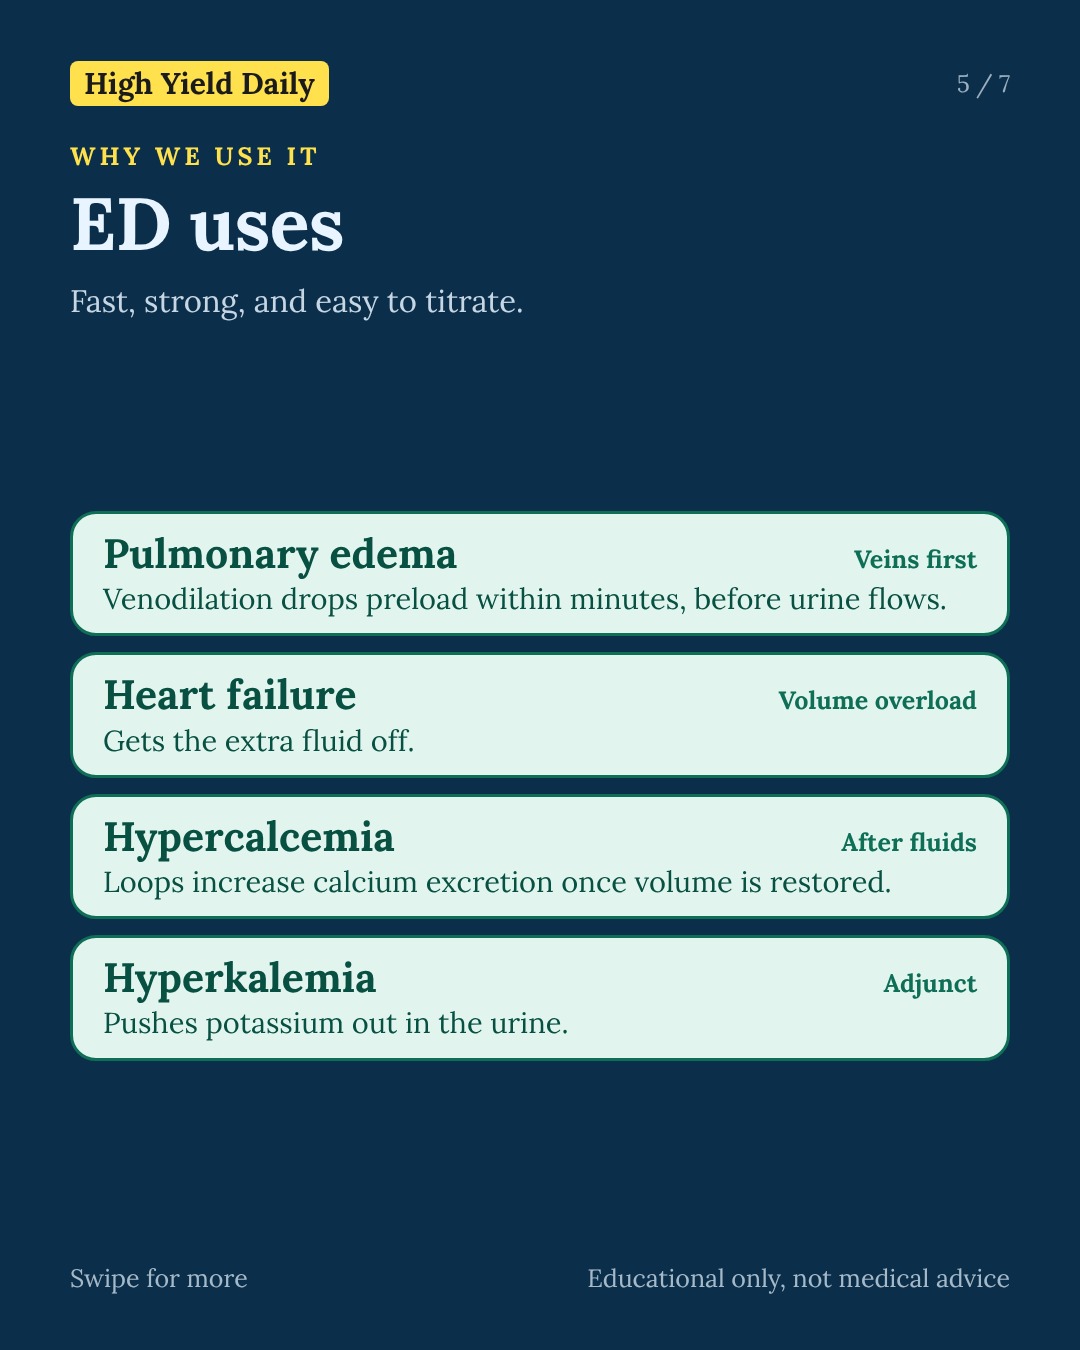 High Yield Daily
5 / 7
WHY WE USE IT
ED uses
Fast, strong, and easy to titrate.
Pulmonary edema
Veins first
Venodilation drops preload within minutes, before urine flows.
Heart failure
Volume overload
Gets the extra fluid off.
Hypercalcemia
After fluids
Loops increase calcium excretion once volume is restored.
Hyperkalemia
Adjunct
Pushes potassium out in the urine.
Swipe for more
Educational only, not medical advice